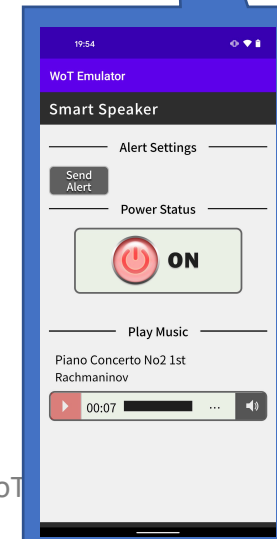 19:54
WoT Emulator
Smart Speaker
Alert Settings
Send
Alert
Power Status
ON
Play Music
Piano Concerto No2 1st
Rachmaninov
00:07 ...
oT